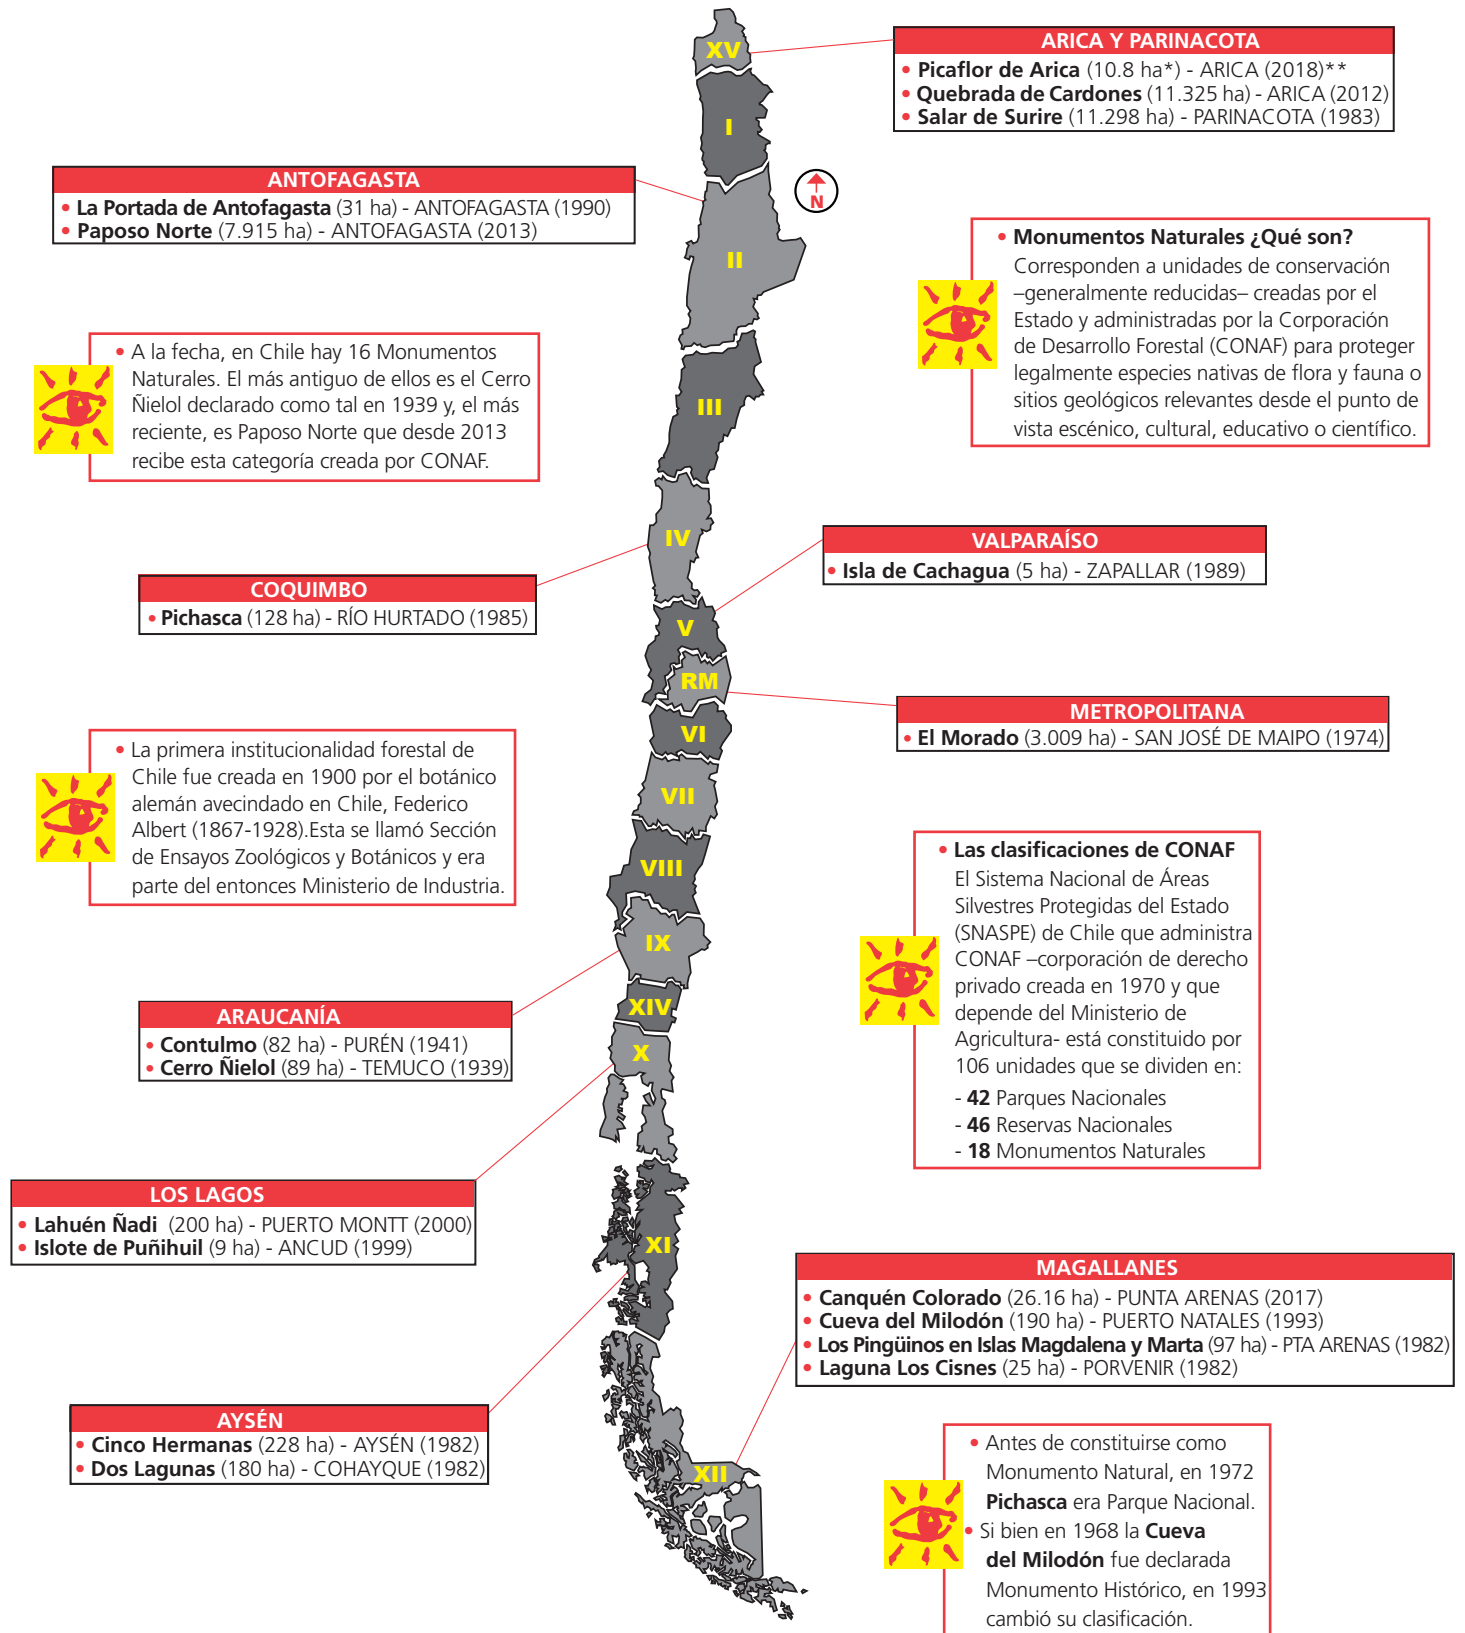 XV
ARICA Y PARINACOTA
• Picaflor de Arica (10.8 ha*) - ARICA (2018)**
• Quebrada de Cardones (11.325 ha) - ARICA (2012)
• Salar de Surire (11.298 ha) - PARINACOTA (1983)
I
ANTOFAGASTA
• La Portada de Antofagasta (31 ha) - ANTOFAGASTA (1990)
• Paposo Norte (7.915 ha) - ANTOFAGASTA (2013)
N
II
• Monumentos Naturales ¿Qué son?
Corresponden a unidades de conservación
–generalmente reducidas– creadas por el
Estado y administradas por la Corporación
de Desarrollo Forestal (CONAF) para proteger
legalmente especies nativas de flora y fauna o
sitios geológicos relevantes desde el punto de
vista escénico, cultural, educativo o científico.
• A la fecha, en Chile hay 16 Monumentos
Naturales. El más antiguo de ellos es el Cerro
Ñielol declarado como tal en 1939 y, el más
reciente, es Paposo Norte que desde 2013
recibe esta categoría creada por CONAF.
III
IV
VALPARAÍSO
• Isla de Cachagua (5 ha) - ZAPALLAR (1989)
COQUIMBO
• Pichasca (128 ha) - RÍO HURTADO (1985)
V
RM
METROPOLITANA
• El Morado (3.009 ha) - SAN JOSÉ DE MAIPO (1974)
VI
• La primera institucionalidad forestal de
Chile fue creada en 1900 por el botánico
alemán avecindado en Chile, Federico
Albert (1867-1928).Esta se llamó Sección
de Ensayos Zoológicos y Botánicos y era
parte del entonces Ministerio de Industria.
VII
VIII
• Las clasificaciones de CONAF
El Sistema Nacional de Áreas
Silvestres Protegidas del Estado
(SNASPE) de Chile que administra
CONAF –corporación de derecho
privado creada en 1970 y que
depende del Ministerio de
Agricultura- está constituido por
106 unidades que se dividen en:
- 42 Parques Nacionales
- 46 Reservas Nacionales
- 18 Monumentos Naturales
IX
XIV
ARAUCANÍA
• Contulmo (82 ha) - PURÉN (1941)
• Cerro Ñielol (89 ha) - TEMUCO (1939)
X
LOS LAGOS
• Lahuén Ñadi (200 ha) - PUERTO MONTT (2000)
• Islote de Puñihuil (9 ha) - ANCUD (1999)
XI
MAGALLANES
• Canquén Colorado (26.16 ha) - PUNTA ARENAS (2017)
• Cueva del Milodón (190 ha) - PUERTO NATALES (1993)
• Los Pingüinos en Islas Magdalena y Marta (97 ha) - PTA ARENAS (1982)
• Laguna Los Cisnes (25 ha) - PORVENIR (1982)
AYSÉN
• Cinco Hermanas (228 ha) - AYSÉN (1982)
• Dos Lagunas (180 ha) - COHAYQUE (1982)
XII
• Antes de constituirse como
Monumento Natural, en 1972
Pichasca era Parque Nacional.
• Si bien en 1968 la Cueva
del Milodón fue declarada
Monumento Histórico, en 1993
cambió su clasificación.